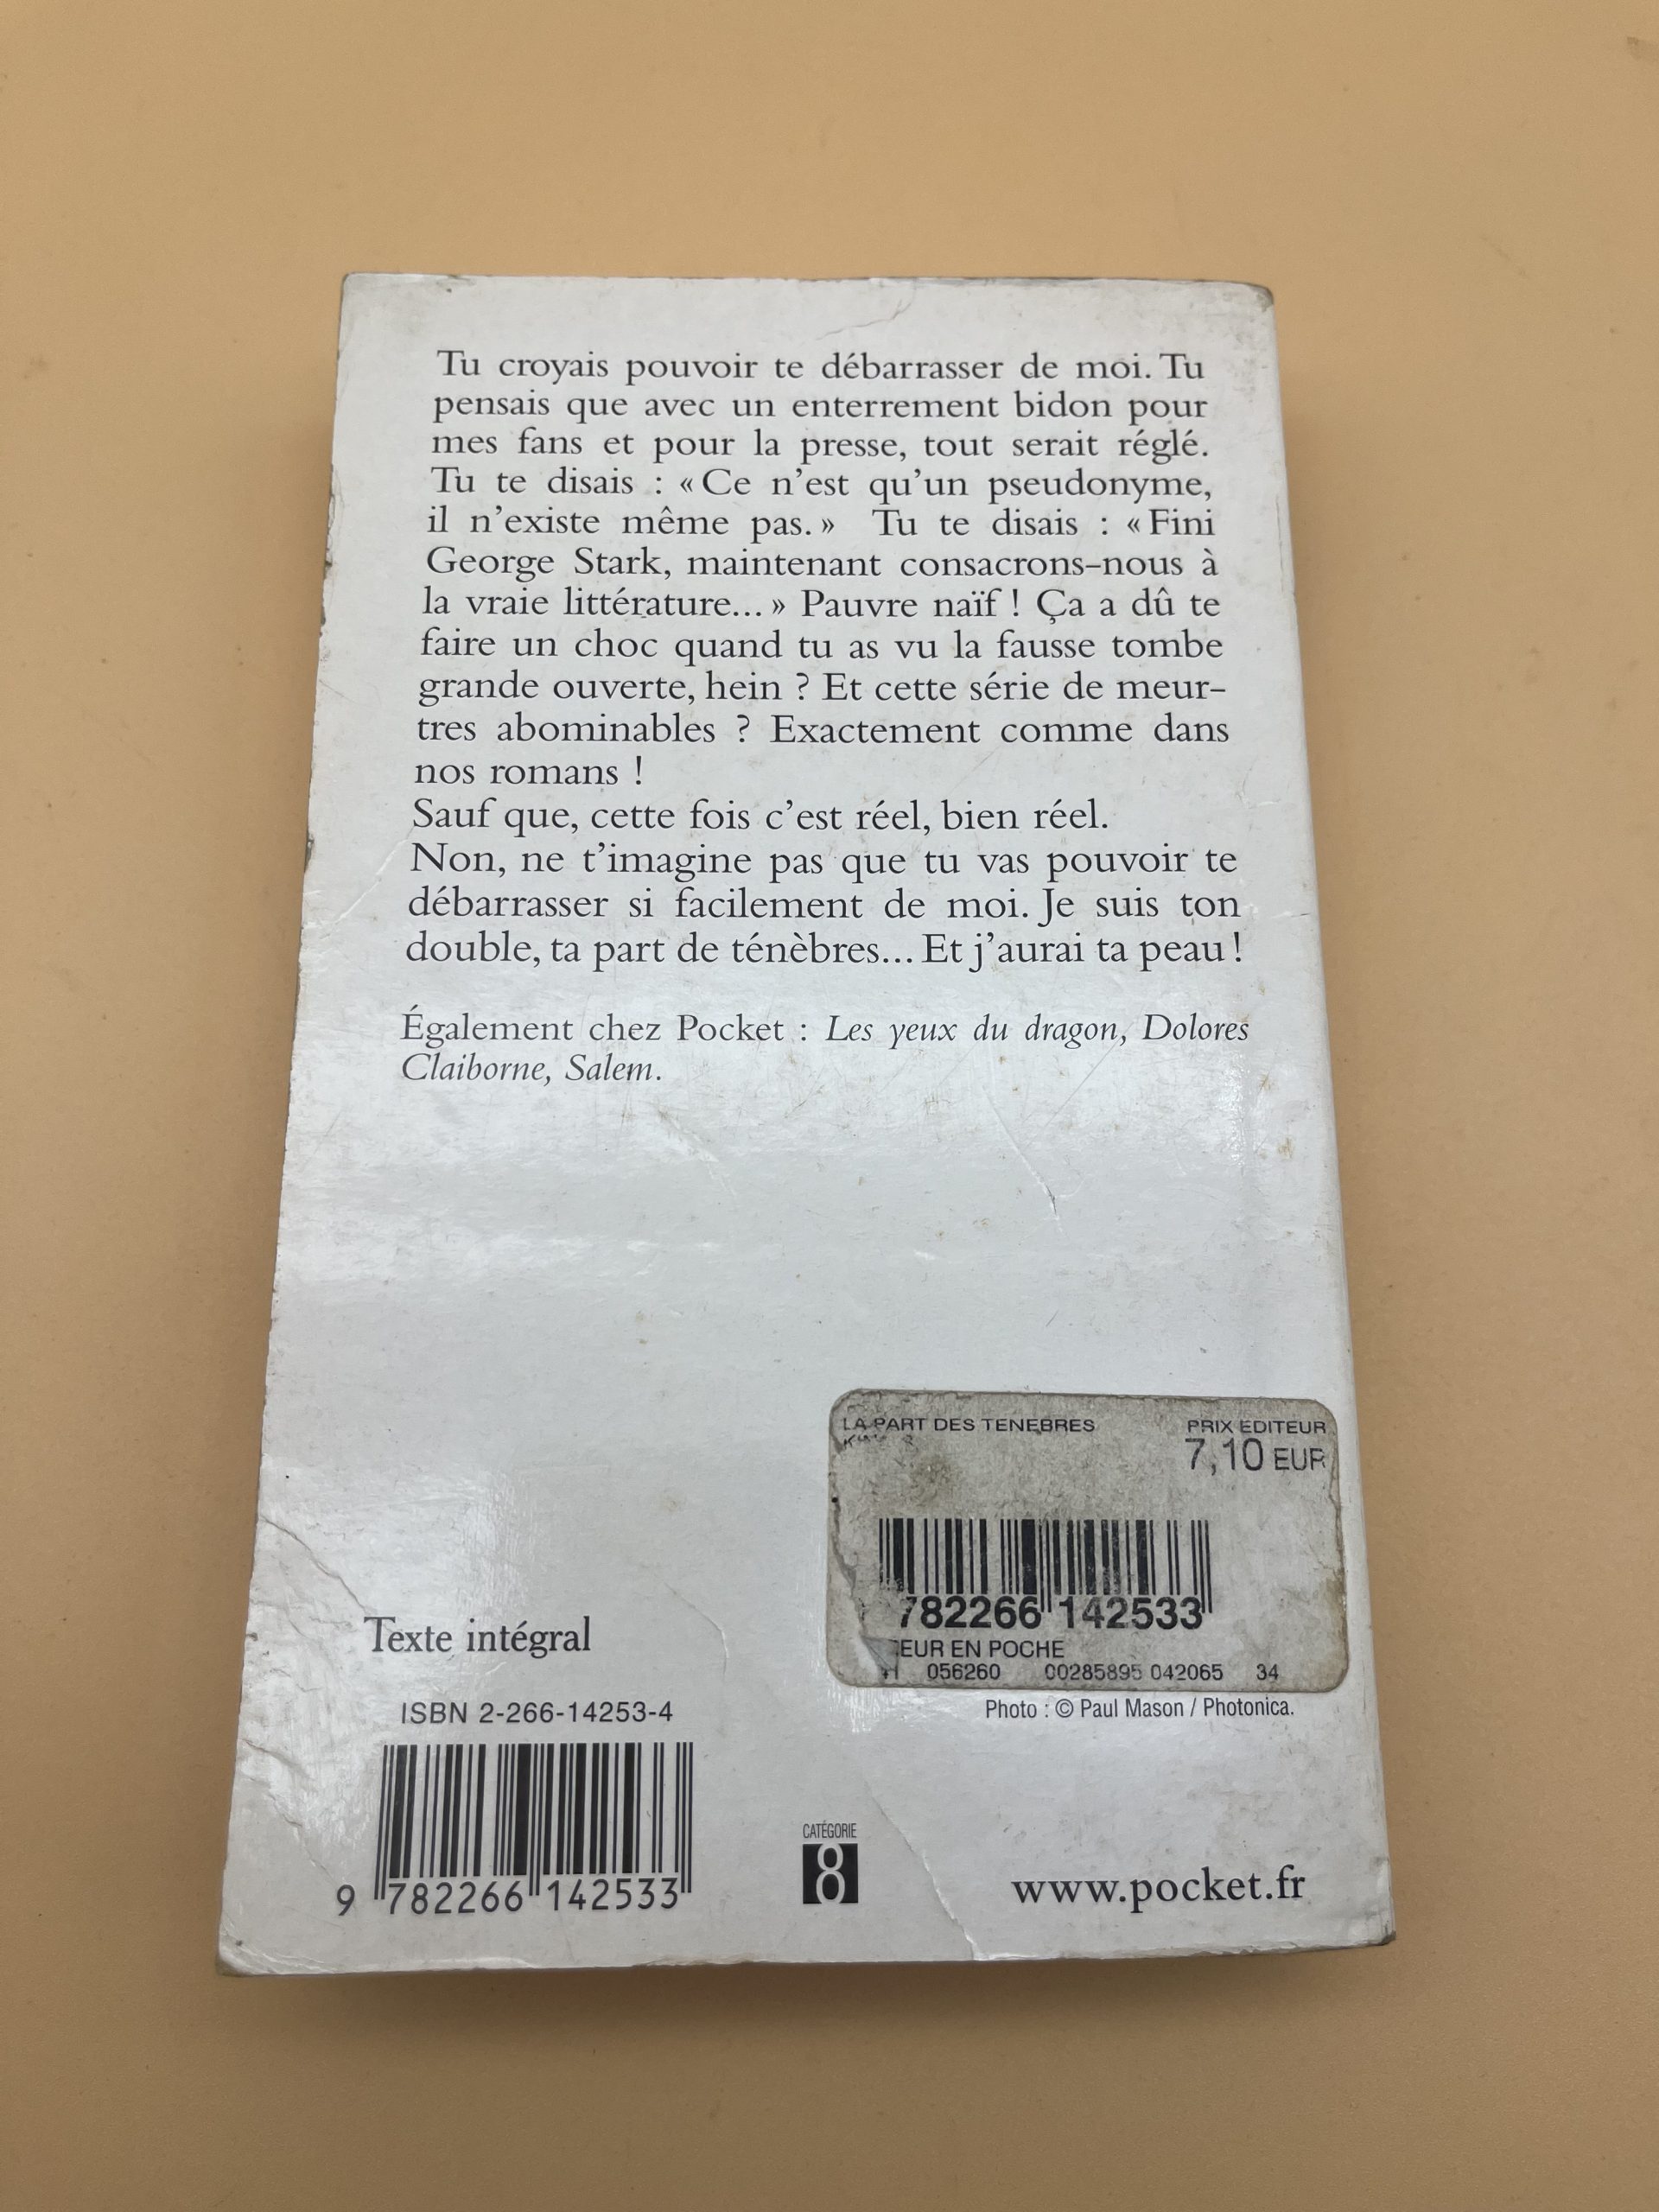 Tu croyais pouvoir te débarrasser de moi. Tu
pensais que avec un enterrement bidon pour
mes fans et pour la presse, tout serait réglé.
Tu te disais : « Ce n'est qu'un pseudonyme,
il n'existe même pas. » Tu te disais : « Fini
George Stark, maintenant consacrons-nous à
la vraie littérature... » Pauvre naïf ! Ça a dû te
faire un choc quand tu as vu la fausse tombe
grande ouverte, hein ? Et cette série de meur-
tres abominables ? Exactement comme dans
nos romans !
Sauf que, cette fois c'est réel, bien réel.
Non, ne t'imagine pas que tu vas pouvoir te
débarrasser si facilement de moi. Je suis ton
double, ta part de ténèbres... Et j'aurai ta peau !
Également chez Pocket : Les yeux du dragon, Dolores
Claiborne, Salem.
LA PART DES TENEBRES
PRIX EDITEUR
7,10 EUR
782266 142533
EUR EN POCHE
056260 00285895 042065 34
Photo : © Paul Mason / Photonica.
Texte intégral
ISBN 2-266-14253-4
9 782266 142533
CATÉGORIE
8
www.pocket.fr